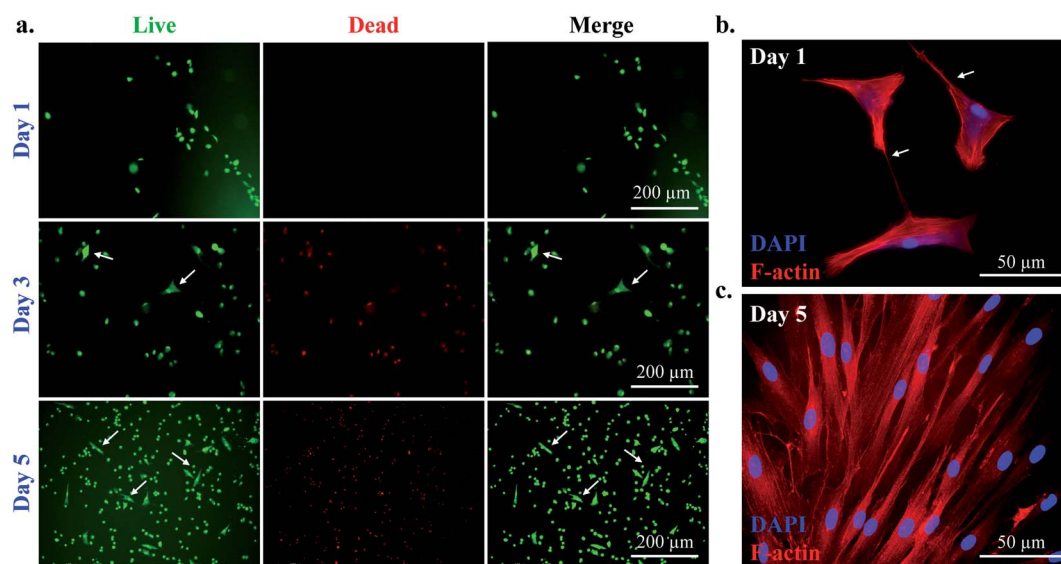 a.
Live
Dead
Merge
Day 1
200 µm
Day 3
200 µm
Day 5
200 µm
b.
Day 1
DAPI
F-actin
50 µm
c.
Day 5
DAPI
F-actin
50 µm